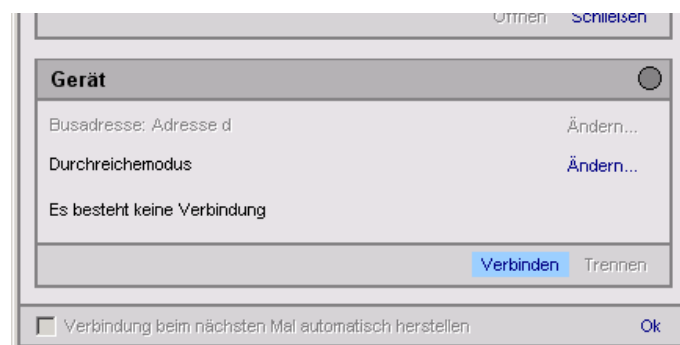 Öffnen Schließen
Gerät
Busadresse: Adresse d Ändern...
Durchreichemodus Ändern...
Es besteht keine Verbindung
Verbinden Trennen
Verbindung beim nächsten Mal automatisch herstellen Ok